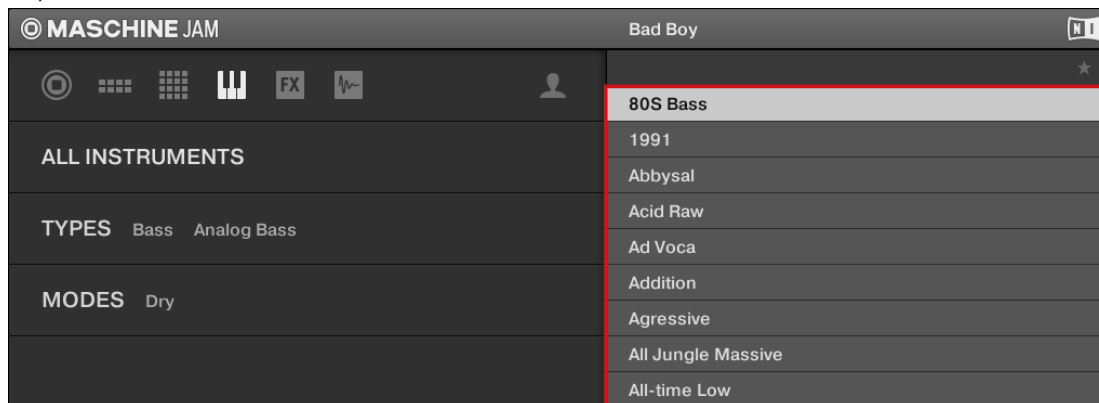 MASCHINE JAM
Bad Boy
NI
FX
ALL INSTRUMENTS
TYPES Bass Analog Bass
MODES Dry
80S Bass
1991
Abbysal
Acid Raw
Ad Voca
Addition
Agressive
All Jungle Massive
All-time Low